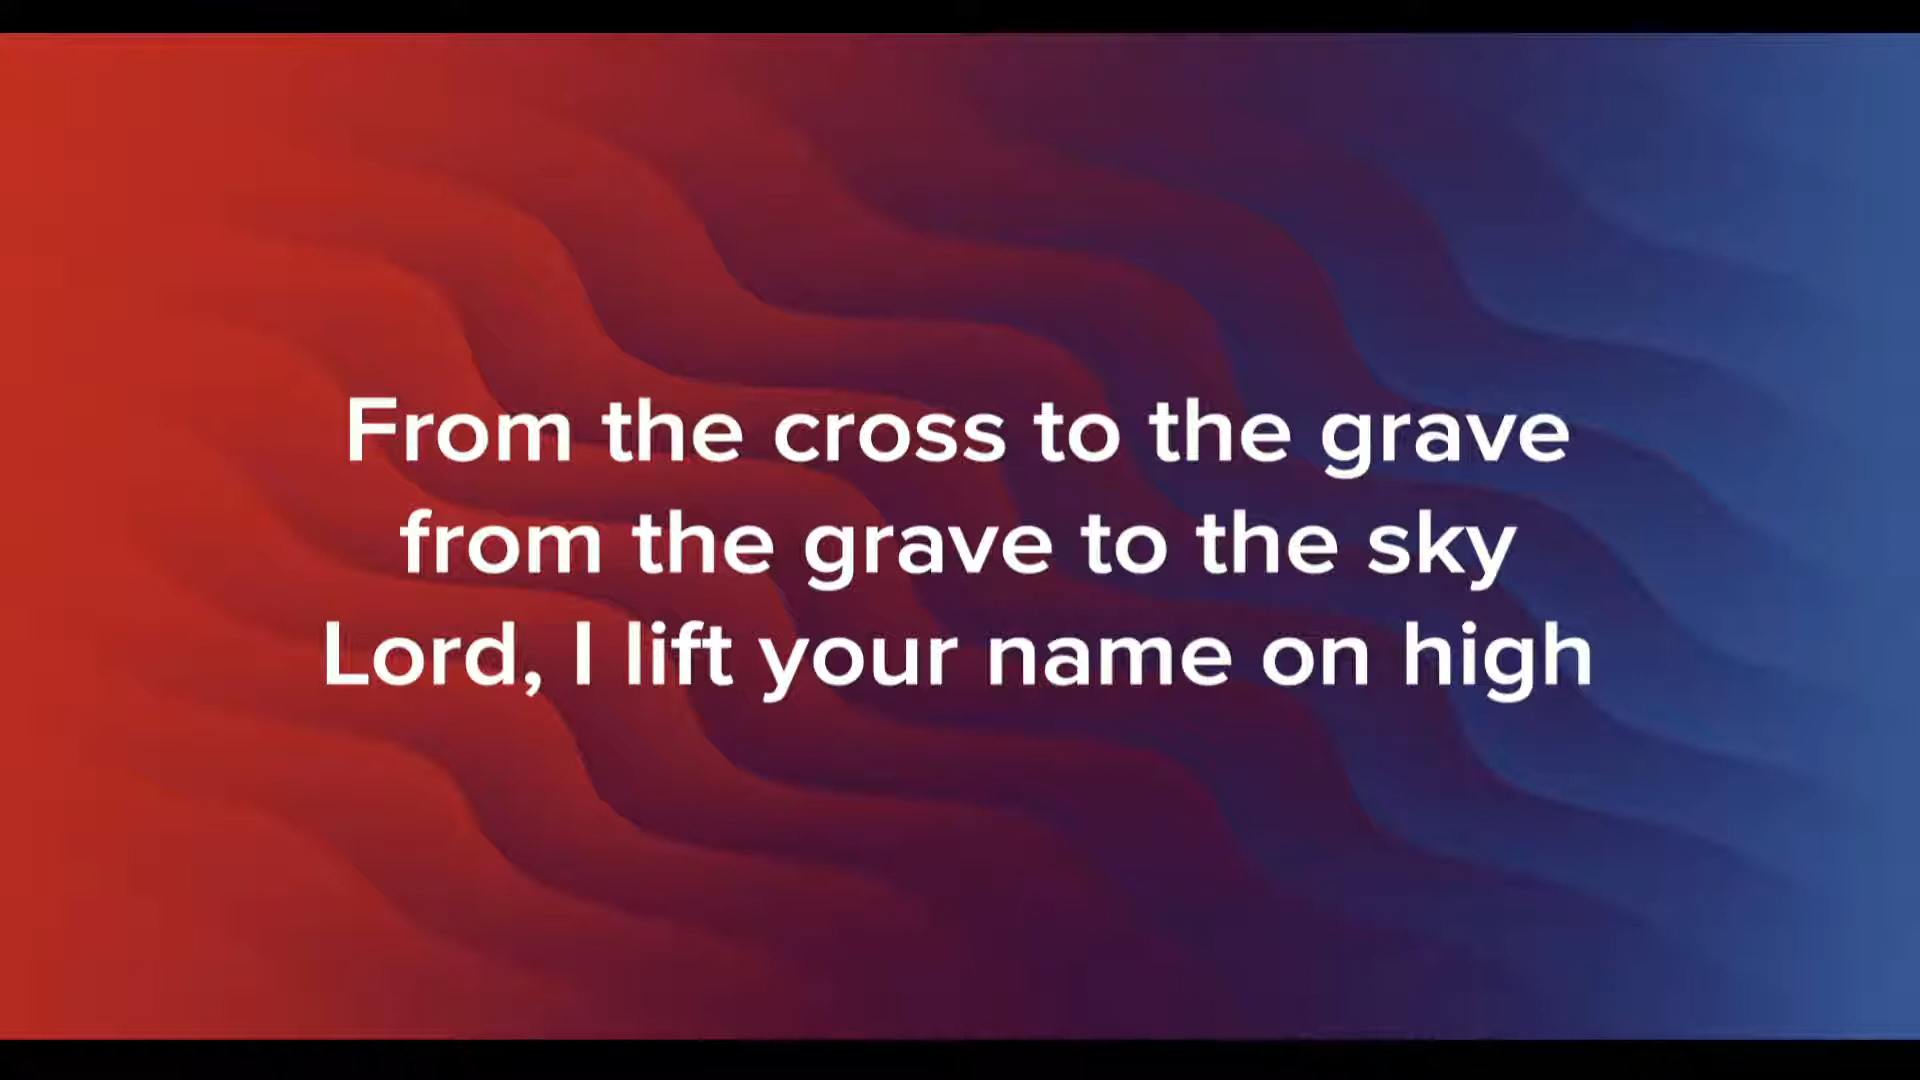 From the cross to the grave
from the grave to the sky
Lord, I lift your name on high